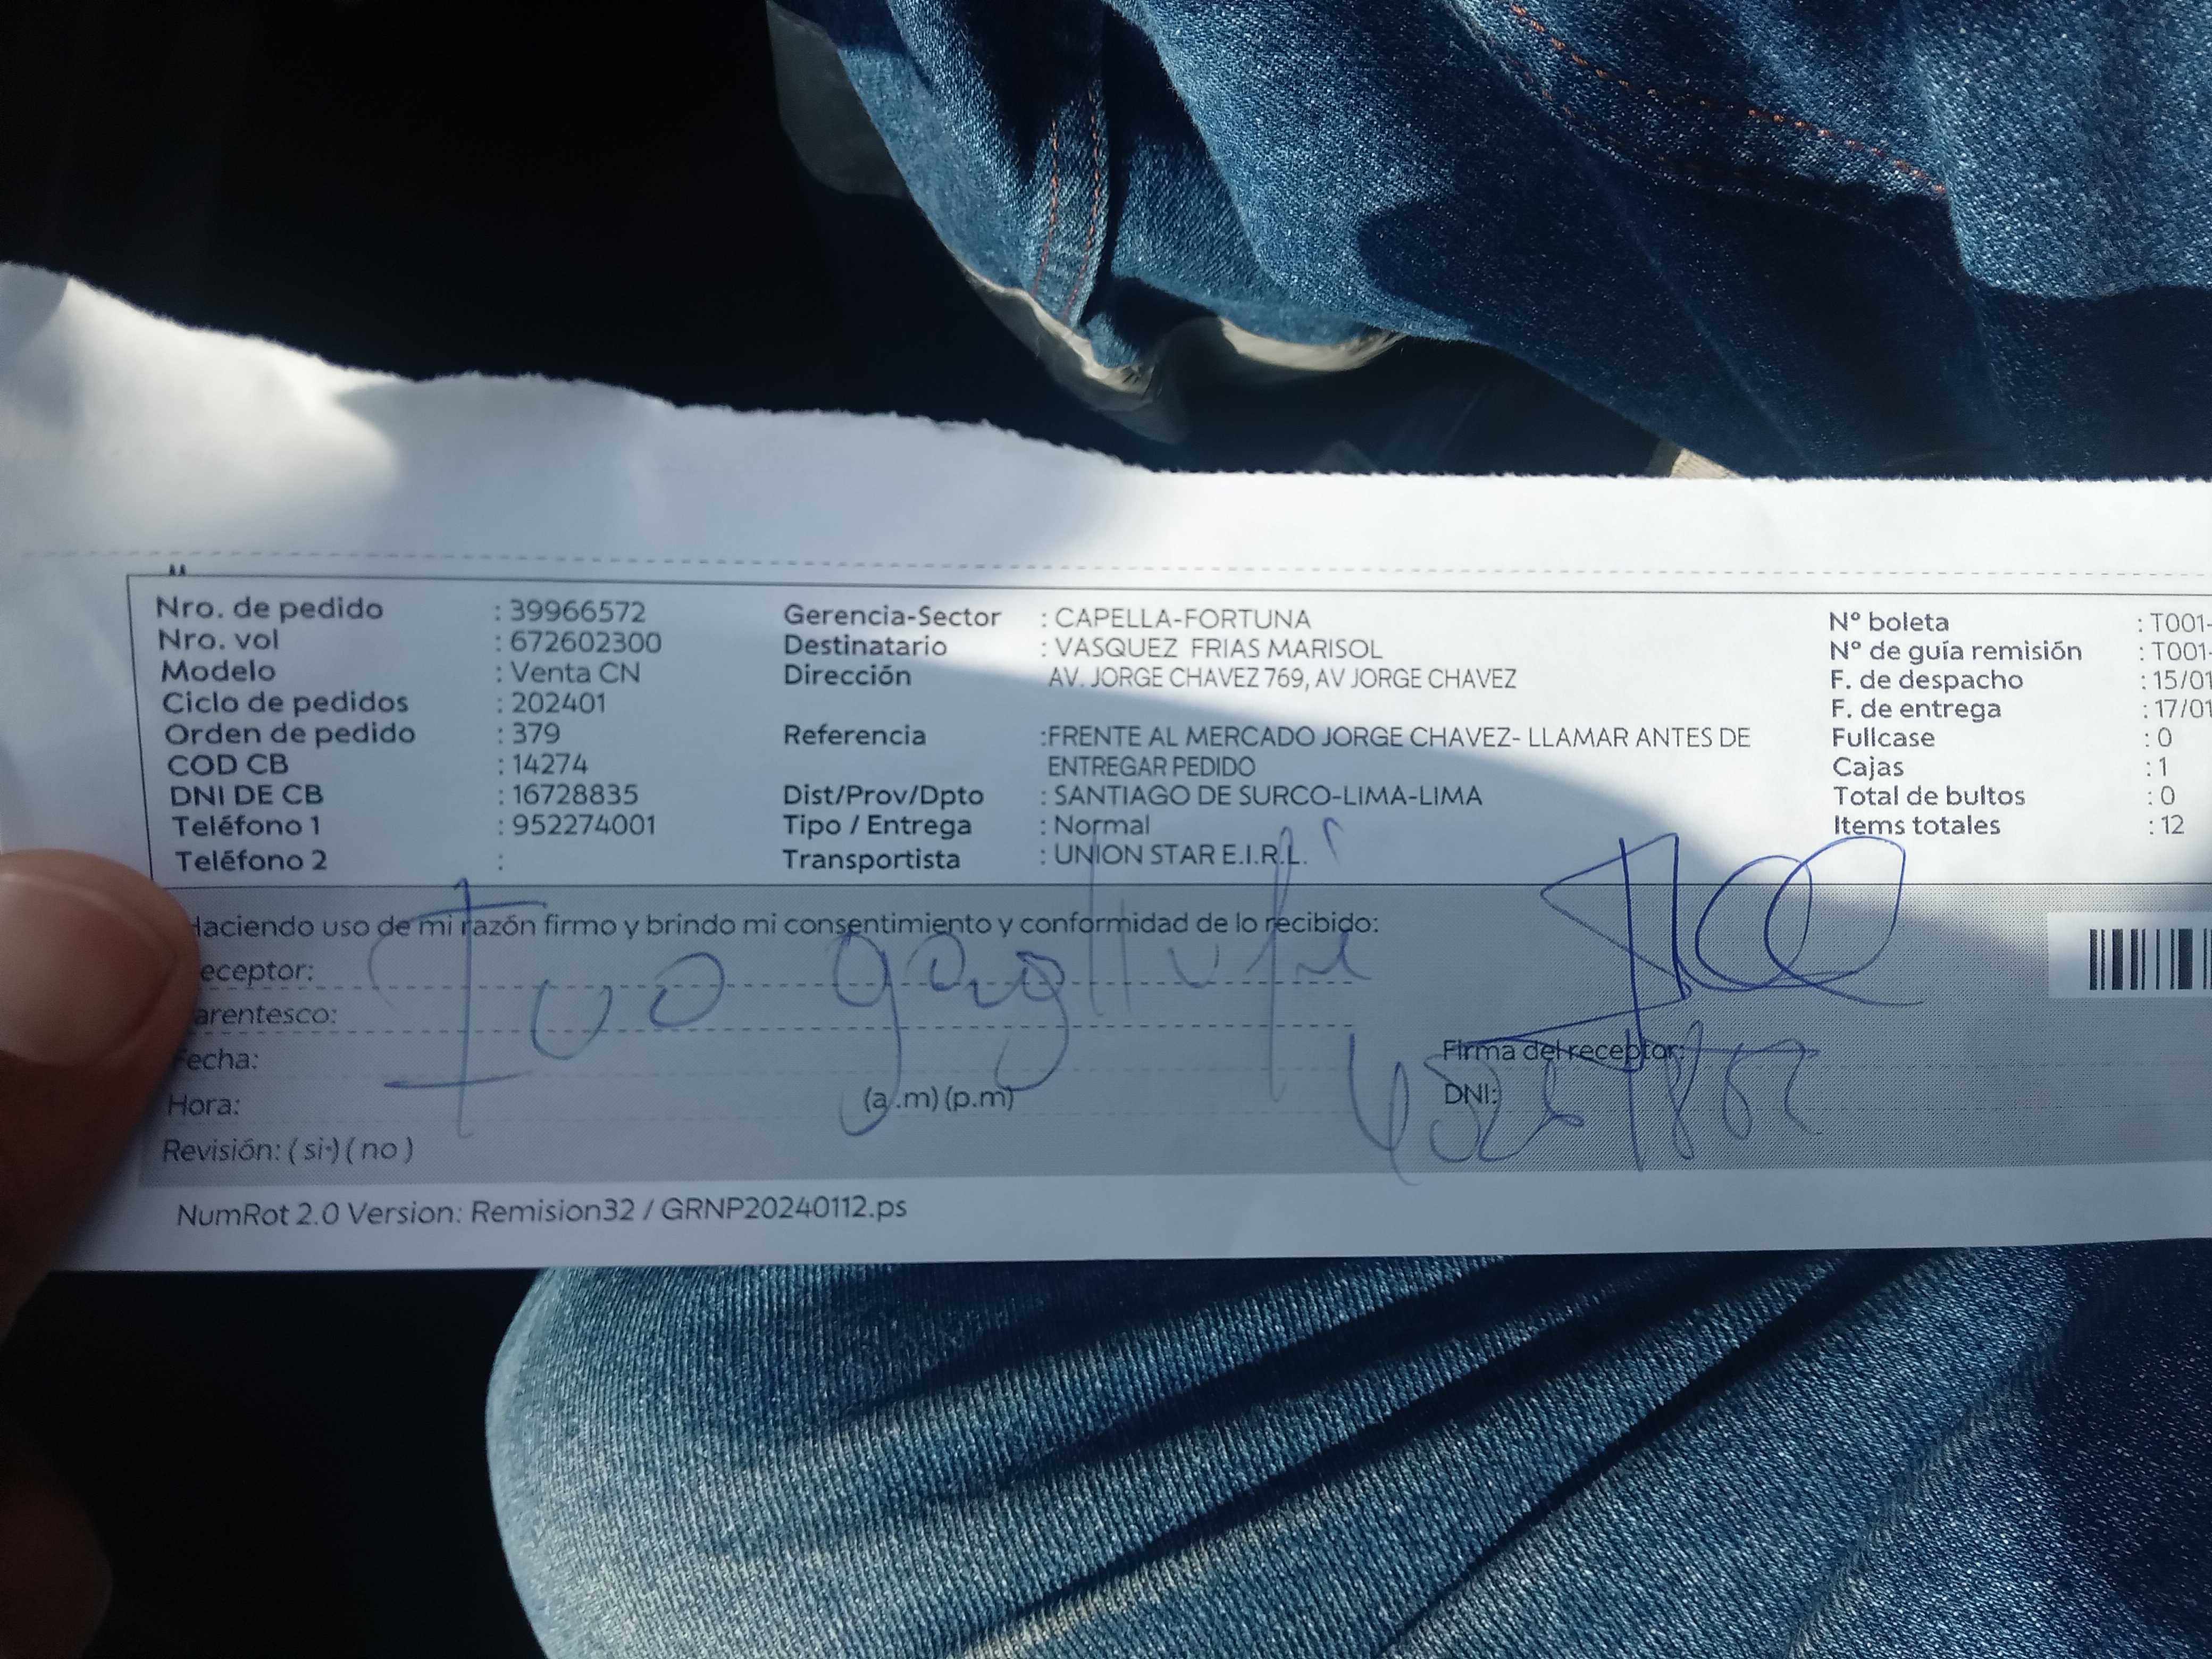 Nro. de pedido : 39966572
Nro. vol : 672602300
Modelo : Venta CN
Ciclo de pedidos : 202401
Orden de pedido : 379
COD CB : 14274
DNI DE CB : 16728835
Teléfono 1 : 952274001
Teléfono 2 :
Gerencia-Sector : CAPELLA-FORTUNA
Destinatario : VASQUEZ FRIAS MARISOL
Dirección AV. JORGE CHAVEZ 769, AV JORGE CHAVEZ
Referencia :FRENTE AL MERCADO JORGE CHAVEZ- LLAMAR ANTES DE
ENTREGAR PEDIDO
Dist/Prov/Dpto : SANTIAGO DE SURCO-LIMA-LIMA
Tipo / Entrega : Normal
Transportista : UNION STAR E.I.R.L.
Nº boleta : T001-
Nº de guía remisión : T001-
F. de despacho : 15/01
F. de entrega : 17/01
Fullcase : 0
Cajas : 1
Total de bultos : 0
Items totales : 12
aciendo uso de mi razón firmo y brindo mi consentimiento y conformidad de lo recibido:
eceptor: Ivo
arentesco:
Fecha:
Hora: (a.m) (p.m)
Revisión: ( si ) ( no )
Firma del receptor:
DNI:
NumRot 2.0 Version: Remision32 / GRNP20240112.ps